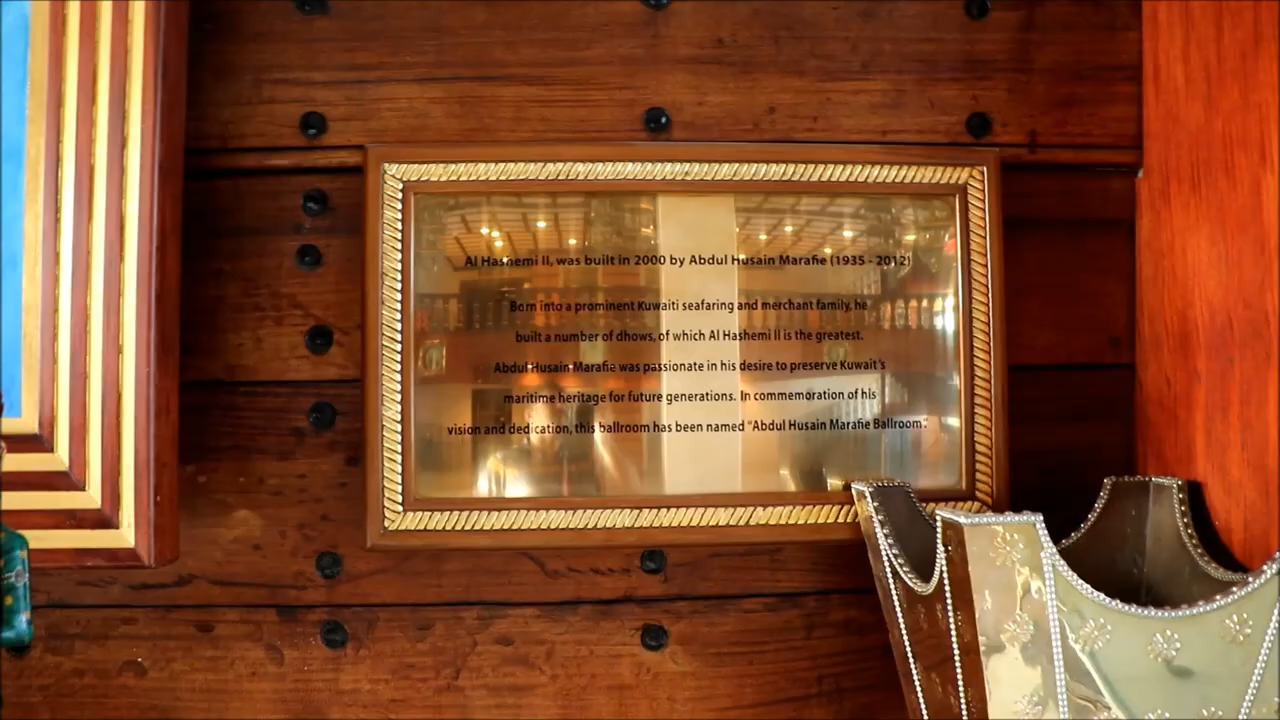 Al Hashemi II, was built in 2000 by Abdul Husain Marafie (1935 - 2012)
Born into a prominent Kuwaiti seafaring and merchant family, he
built a number of dhows, of which Al Hashemi II is the greatest.
Abdul Husain Marafie was passionate in his desire to preserve Kuwait's
maritime heritage for future generations. In commemoration of his
vision and dedication, this ballroom has been named "Abdul Husain Marafie Ballroom".